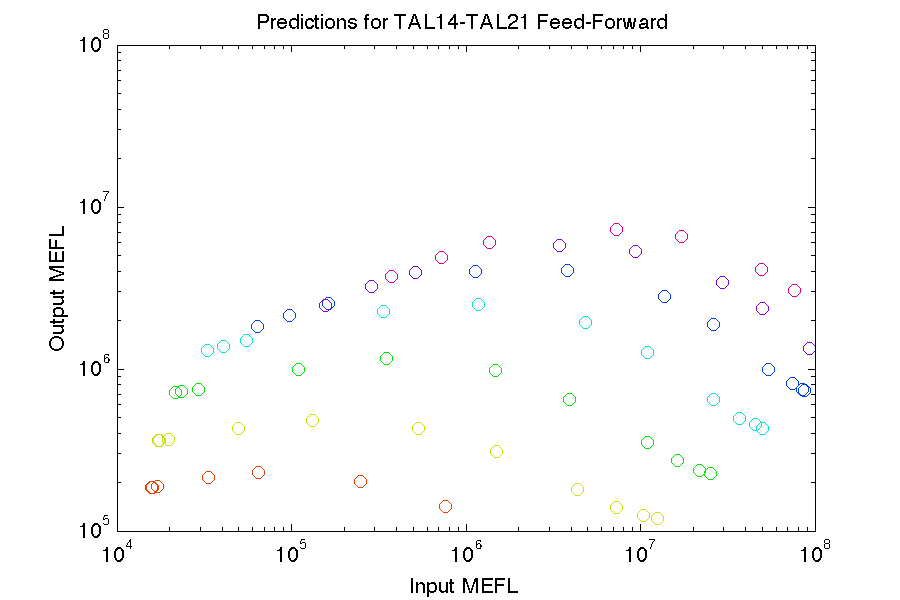 Predictions for TAL14-TAL21 Feed-Forward
10^8
10^7
10^6
10^5
Output MEFL
10^4 10^5 10^6 10^7 10^8
Input MEFL